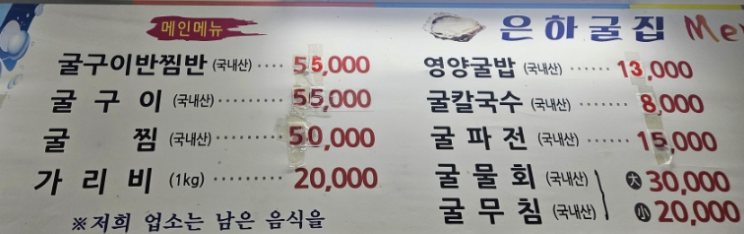 메인메뉴
굴구이반찜반 (국내산) ···· 55,000
굴 구 이 (국내산) ········· 55,000
굴 찜 (국내산) ········· 50,000
가 리 비 (1kg) ········· 20,000
※저희 업소는 남은 음식을
은하굴집 Me
영양굴밥 (국내산) ······ 13,000
굴칼국수 (국내산) ······ 8,000
굴 파 전 (국내산) ······ 15,000
굴 물 회 (국내산) 大 30,000
굴 무 침 (국내산) 小 20,000